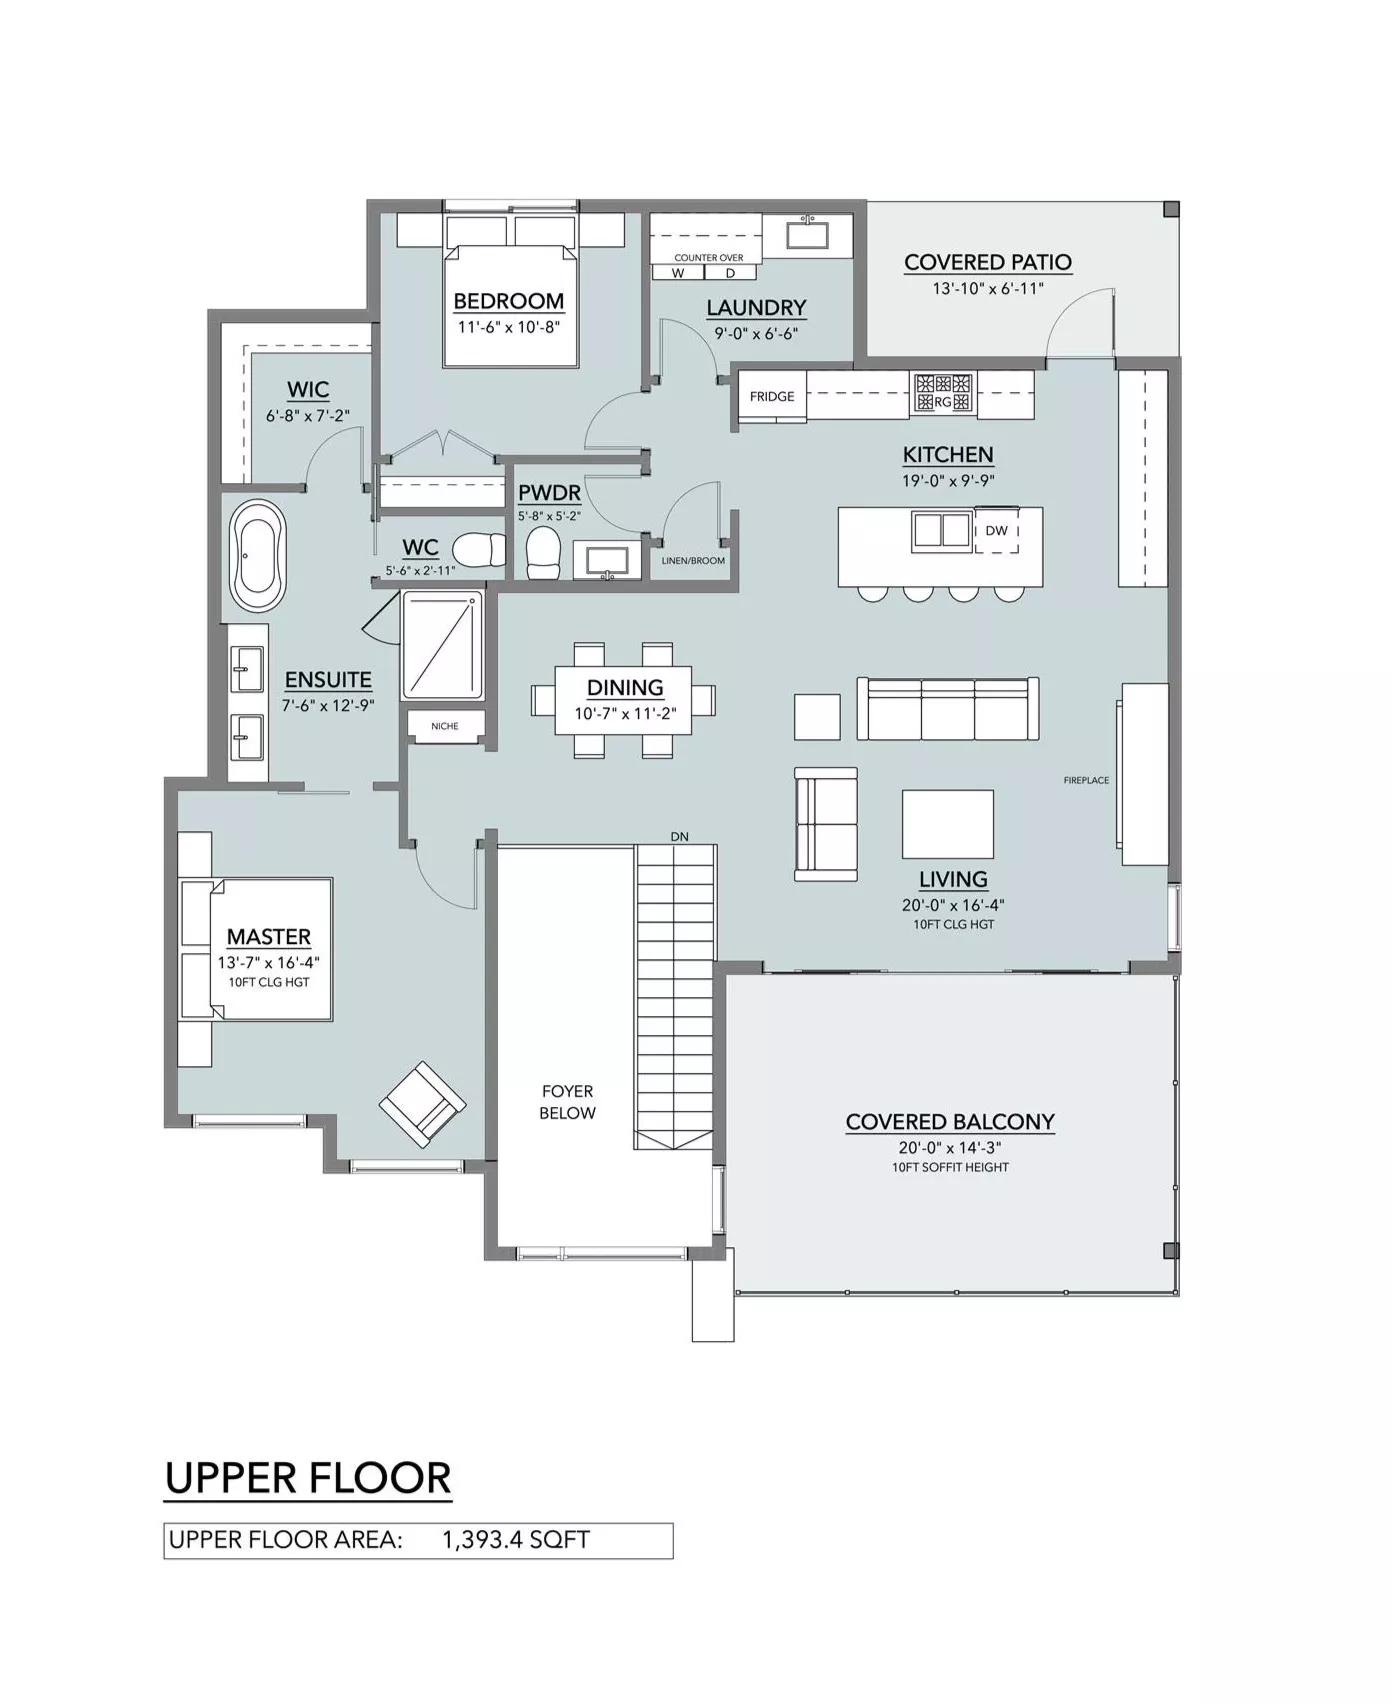 COVERED PATIO
13'-10" x 6'-11"
BEDROOM
11'-6" x 10'-8"
COUNTER OVER
W
D
LAUNDRY
9'-0" x 6'-6"
WIC
6'-8" x 7'-2"
FRIDGE
RG
KITCHEN
19'-0" x 9'-9"
DW
PWDR
5'-8" x 5'-2"
WC
5'-6" x 2'-11"
LINEN/BROOM
ENSUITE
7'-6" x 12'-9"
NICHE
DINING
10'-7" x 11'-2"
FIREPLACE
DN
LIVING
20'-0" x 16'-4"
10FT CLG HGT
MASTER
13'-7" x 16'-4"
10FT CLG HGT
FOYER
BELOW
COVERED BALCONY
20'-0" x 14'-3"
10FT SOFFIT HEIGHT
UPPER FLOOR
UPPER FLOOR AREA: 1,393.4 SQFT